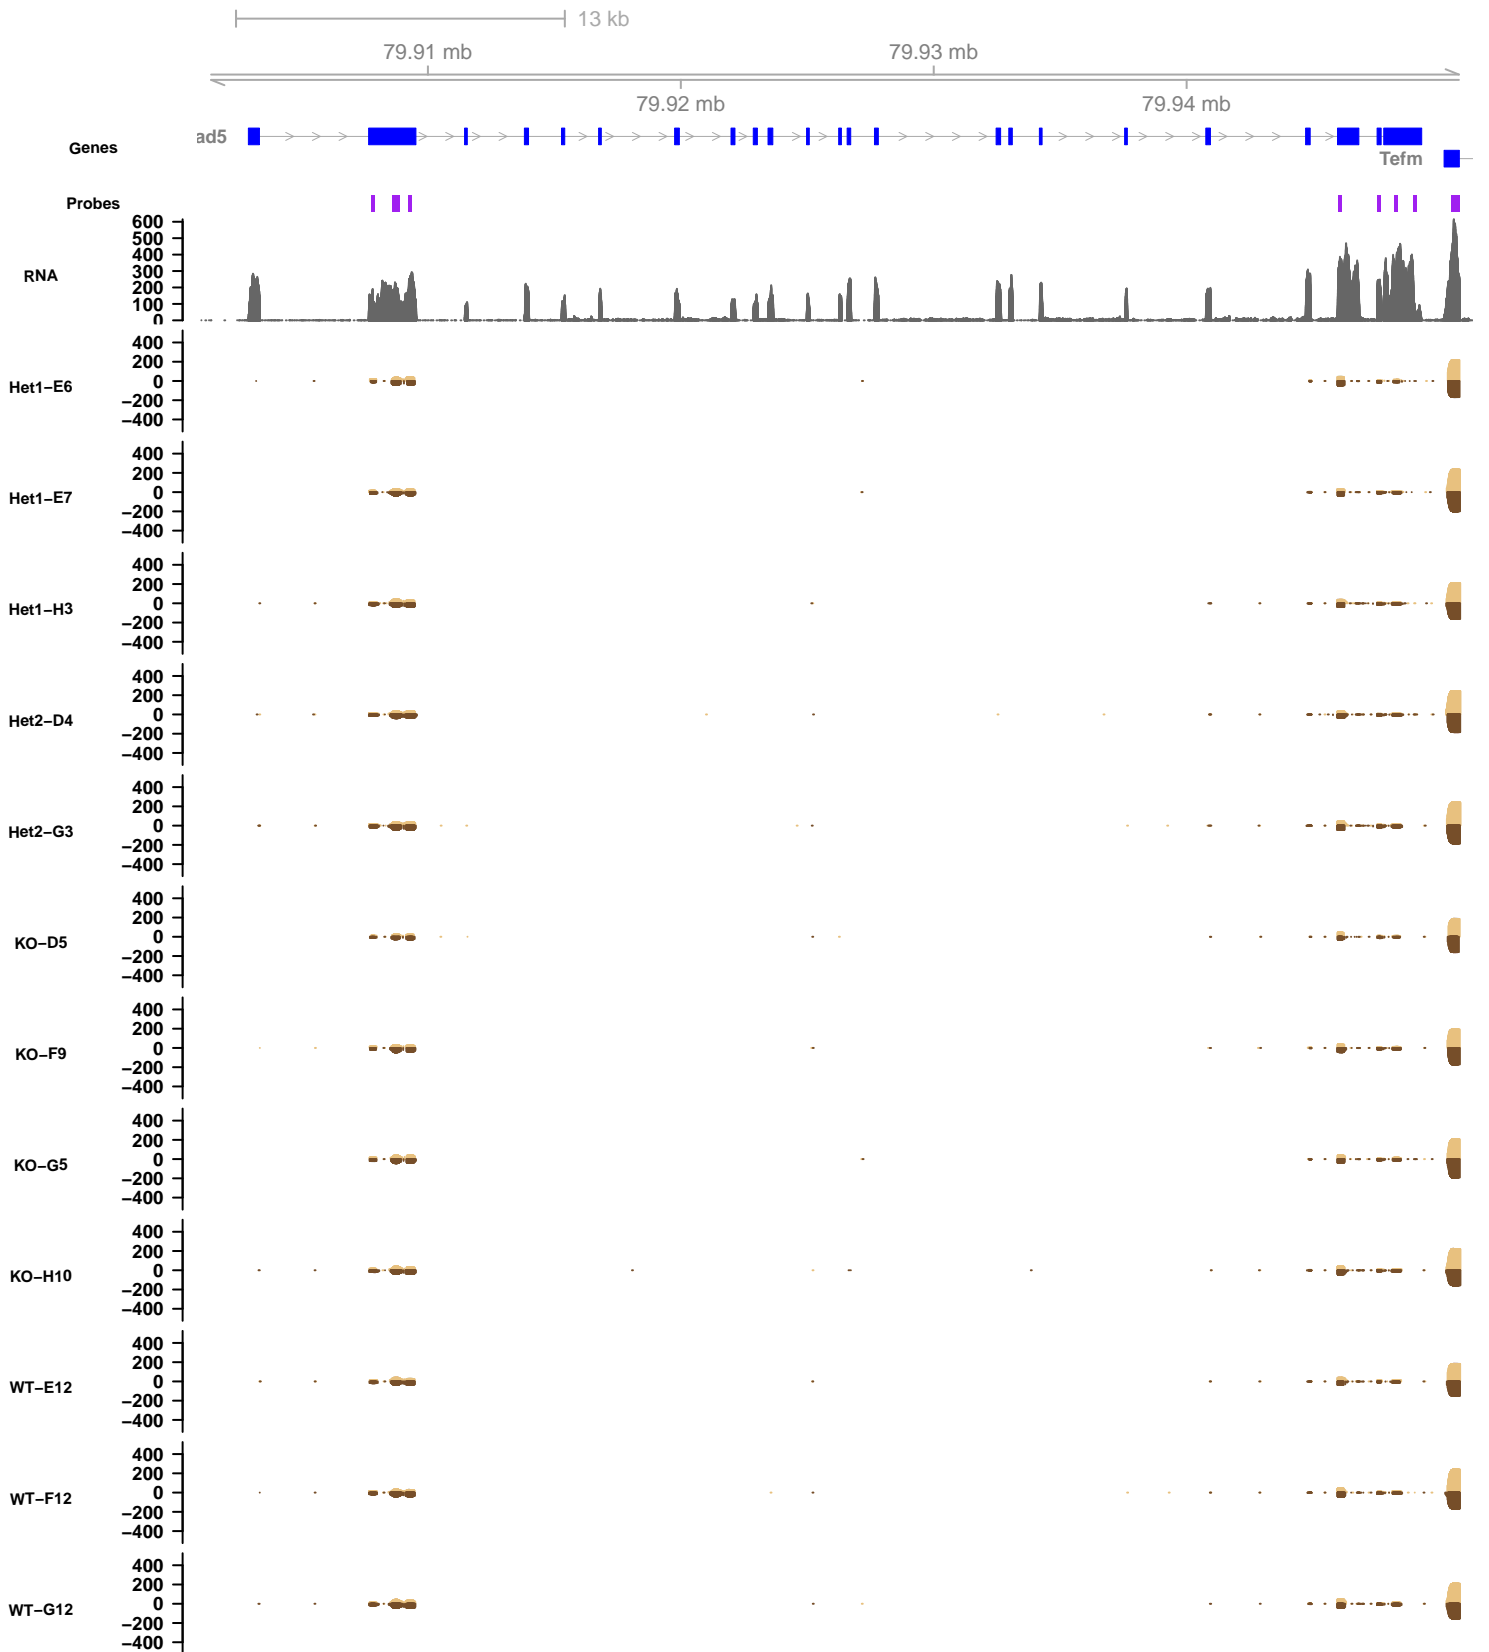 13 kb
79.91 mb 79.93 mb
79.92 mb 79.94 mb
Genes ad5
Tefm
Probes
RNA 600 500 400 300 200 100 0
Het1–E6 400 200 0 –200 –400
Het1–E7 400 200 0 –200 –400
Het1–H3 400 200 0 –200 –400
Het2–D4 400 200 0 –200 –400
Het2–G3 400 200 0 –200 –400
KO–D5 400 200 0 –200 –400
KO–F9 400 200 0 –200 –400
KO–G5 400 200 0 –200 –400
KO–H10 400 200 0 –200 –400
WT–E12 400 200 0 –200 –400
WT–F12 400 200 0 –200 –400
WT–G12 400 200 0 –200 –400